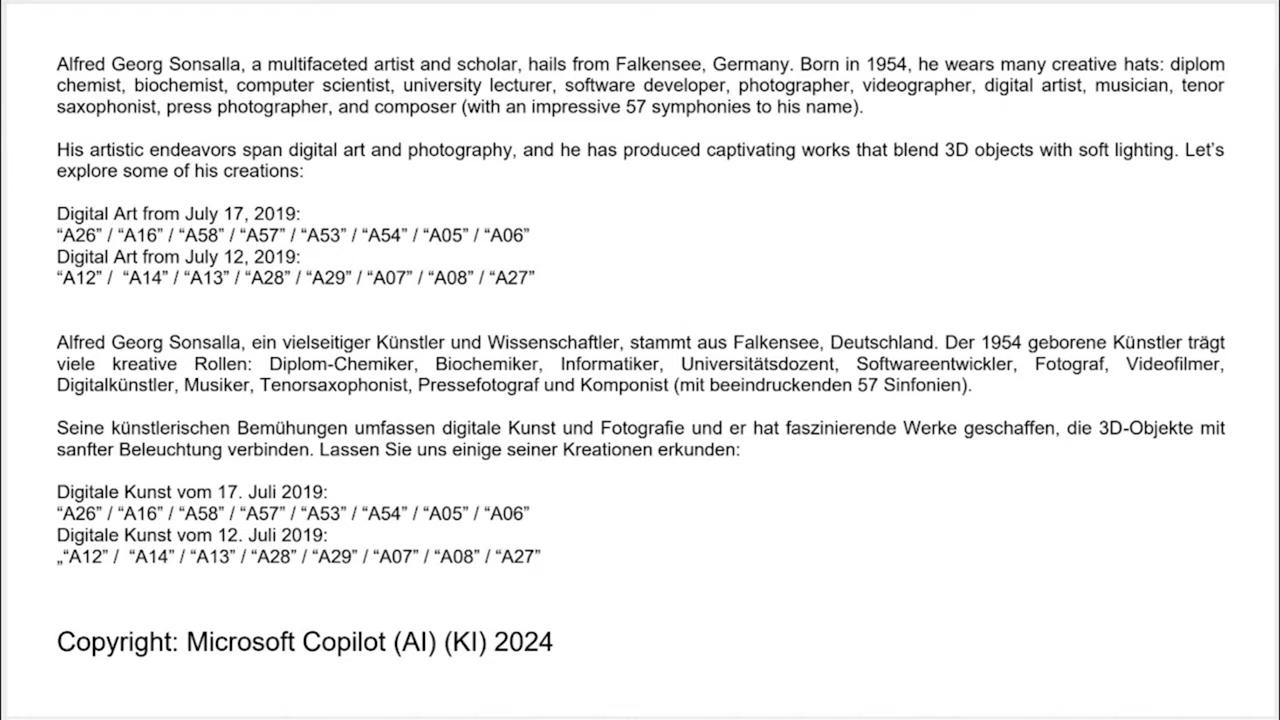 Alfred Georg Sonsalla, a multifaceted artist and scholar, hails from Falkensee, Germany. Born in 1954, he wears many creative hats: diplom
chemist, biochemist, computer scientist, university lecturer, software developer, photographer, videographer, digital artist, musician, tenor
saxophonist, press photographer, and composer (with an impressive 57 symphonies to his name).
His artistic endeavors span digital art and photography, and he has produced captivating works that blend 3D objects with soft lighting. Let’s
explore some of his creations:
Digital Art from July 17, 2019:
“A26” / “A16” / “A58” / “A57” / “A53” / “A54” / “A05” / “A06”
Digital Art from July 12, 2019:
“A12” /  “A14” / “A13” / “A28” / “A29” / “A07” / “A08” / “A27”
Alfred Georg Sonsalla, ein vielseitiger Künstler und Wissenschaftler, stammt aus Falkensee, Deutschland. Der 1954 geborene Künstler trägt
viele kreative Rollen: Diplom-Chemiker, Biochemiker, Informatiker, Universitätsdozent, Softwareentwickler, Fotograf, Videofilmer,
Digitalkünstler, Musiker, Tenorsaxophonist, Pressefotograf und Komponist (mit beeindruckenden 57 Sinfonien).
Seine künstlerischen Bemühungen umfassen digitale Kunst und Fotografie und er hat faszinierende Werke geschaffen, die 3D-Objekte mit
sanfter Beleuchtung verbinden. Lassen Sie uns einige seiner Kreationen erkunden:
Digitale Kunst vom 17. Juli 2019:
“A26” / “A16” / “A58” / “A57” / “A53” / “A54” / “A05” / “A06”
Digitale Kunst vom 12. Juli 2019:
„“A12” /  “A14” / “A13” / “A28” / “A29” / “A07” / “A08” / “A27”
Copyright: Microsoft Copilot (AI) (KI) 2024